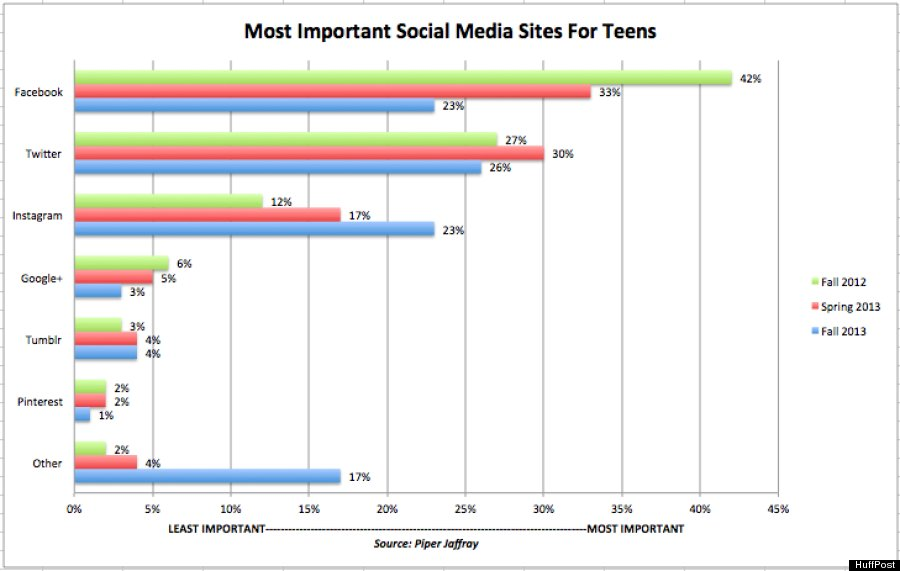 Most Important Social Media Sites For Teens
Facebook
42%
33%
23%
Twitter
27%
30%
26%
Instagram
12%
17%
23%
Google+
6%
5%
3%
Tumblr
3%
4%
4%
Pinterest
2%
2%
1%
Other
2%
4%
17%
Fall 2012
Spring 2013
Fall 2013
0% 5% 10% 15% 20% 25% 30% 35% 40% 45%
LEAST IMPORTANT----------------------------------------------------------------MOST IMPORTANT
Source: Piper Jaffray
HuffPost